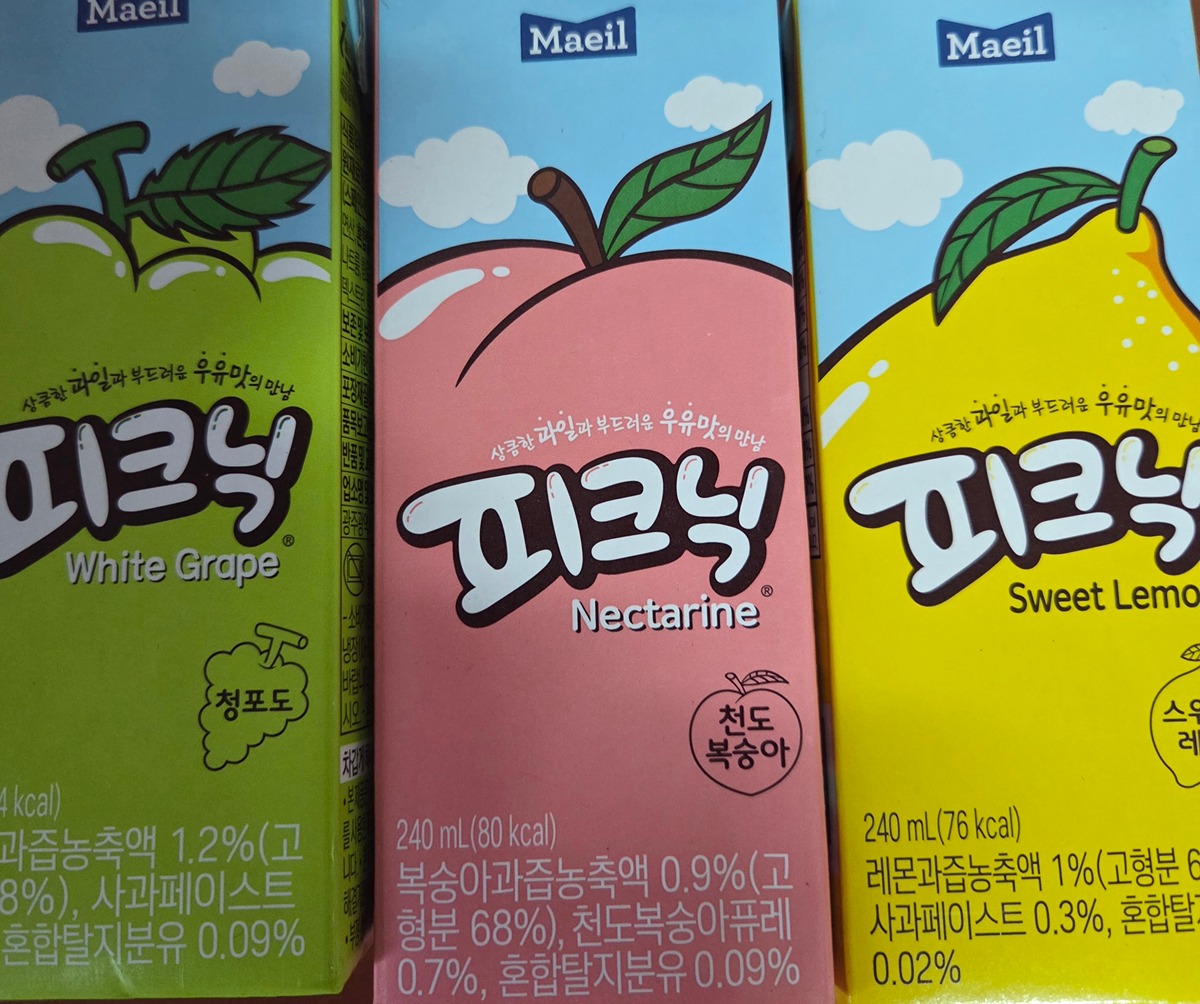 Maeil
상큼한 과일과 부드러운 우유맛의 만남
피크닉
White Grape
®
청포도
4 kcal)
과즙농축액 1.2%(고
8%), 사과페이스트
혼합탈지분유 0.09%
Maeil
상큼한 과일과 부드러운 우유맛의 만남
피크닉
®
Nectarine
천도
복숭아
240 mL(80 kcal)
복숭아과즙농축액 0.9%(고
형분 68%), 천도복숭아퓨레
0.7%, 혼합탈지분유 0.09%
Maeil
상큼한 과일과 부드러운 우유맛의 만남
피크닉
Sweet Lemo
240 mL(76 kcal)
레몬과즙농축액 1%(고형분 6
사과페이스트 0.3%, 혼합탈지
0.02%